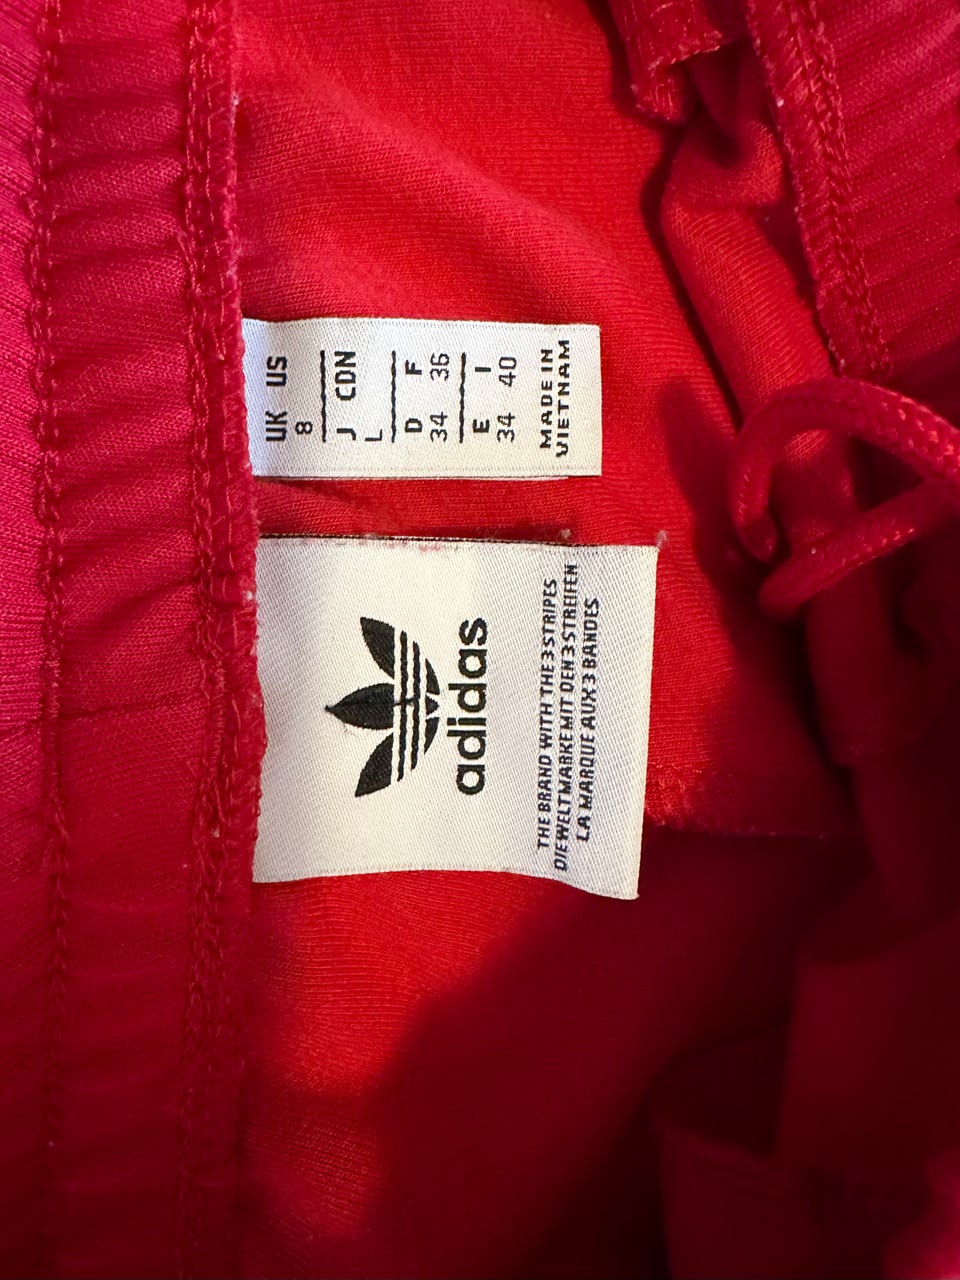 UK US
8
J CDN
L
D F
34 36
E I
34 40
MADE IN
VIETNAM
adidas
THE BRAND WITH THE 3 STRIPES
DIE WELTMARKE MIT DEN 3 STREIFEN
LA MARQUE AUX 3 BANDES